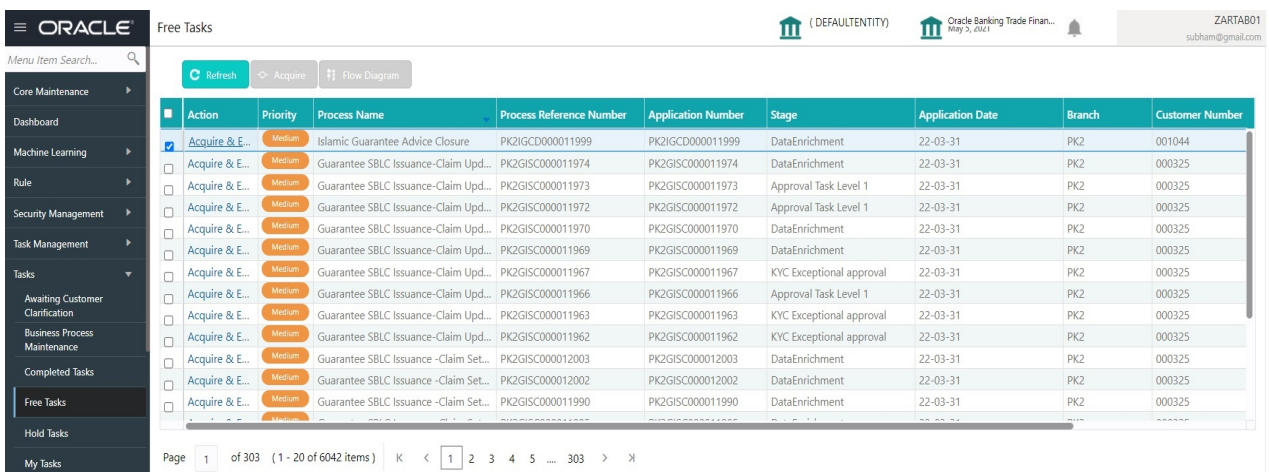 ORACLE
Free Tasks
( DEFAULTENTITY)
Oracle Banking Trade Finan...
May 5, 2021
ZARTAB01
subham@gmail.com
Menu Item Search...
Core Maintenance
Dashboard
Machine Learning
Rule
Security Management
Task Management
Tasks
Awaiting Customer
Clarification
Business Process
Maintenance
Completed Tasks
Free Tasks
Hold Tasks
My Tasks
Refresh Acquire Flow Diagram
Action Priority Process Name Process Reference Number Application Number Stage Application Date Branch Customer Number
Acquire & E... Medium Islamic Guarantee Advice Closure PK2IGCD000011999 PK2IGCD000011999 DataEnrichment 22-03-31 PK2 001044
Acquire & E... Medium Guarantee SBLC Issuance-Claim Upd... PK2GISC000011974 PK2GISC000011974 DataEnrichment 22-03-31 PK2 000325
Acquire & E... Medium Guarantee SBLC Issuance-Claim Upd... PK2GISC000011973 PK2GISC000011973 Approval Task Level 1 22-03-31 PK2 000325
Acquire & E... Medium Guarantee SBLC Issuance-Claim Upd... PK2GISC000011972 PK2GISC000011972 Approval Task Level 1 22-03-31 PK2 000325
Acquire & E... Medium Guarantee SBLC Issuance-Claim Upd... PK2GISC000011970 PK2GISC000011970 DataEnrichment 22-03-31 PK2 000325
Acquire & E... Medium Guarantee SBLC Issuance-Claim Upd... PK2GISC000011969 PK2GISC000011969 DataEnrichment 22-03-31 PK2 000325
Acquire & E... Medium Guarantee SBLC Issuance-Claim Upd... PK2GISC000011967 PK2GISC000011967 KYC Exceptional approval 22-03-31 PK2 000325
Acquire & E... Medium Guarantee SBLC Issuance-Claim Upd... PK2GISC000011966 PK2GISC000011966 Approval Task Level 1 22-03-31 PK2 000325
Acquire & E... Medium Guarantee SBLC Issuance-Claim Upd... PK2GISC000011963 PK2GISC000011963 KYC Exceptional approval 22-03-31 PK2 000325
Acquire & E... Medium Guarantee SBLC Issuance-Claim Upd... PK2GISC000011962 PK2GISC000011962 KYC Exceptional approval 22-03-31 PK2 000325
Acquire & E... Medium Guarantee SBLC Issuance -Claim Set... PK2GISC000012003 PK2GISC000012003 DataEnrichment 22-03-31 PK2 000325
Acquire & E... Medium Guarantee SBLC Issuance -Claim Set... PK2GISC000012002 PK2GISC000012002 DataEnrichment 22-03-31 PK2 000325
Acquire & E... Medium Guarantee SBLC Issuance -Claim Set... PK2GISC000011990 PK2GISC000011990 DataEnrichment 22-03-31 PK2 000325
Page 1 of 303 (1 - 20 of 6042 items) 1 2 3 4 5 .... 303